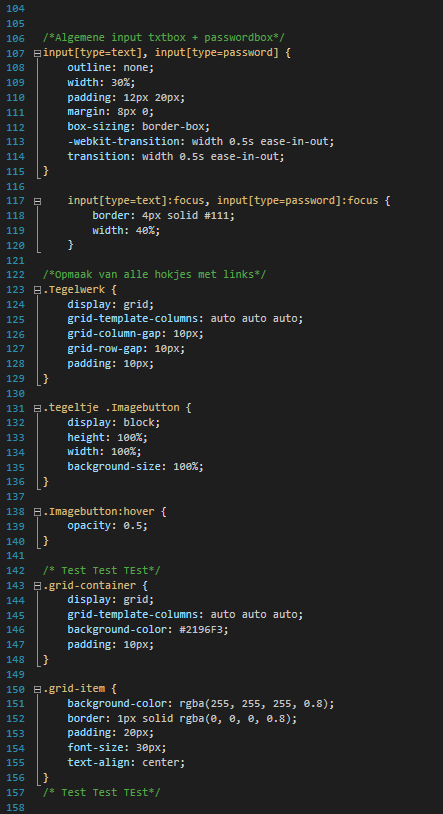 104
105
106 /*Algemene input txtbox + passwordbox*/
107 input[type=text], input[type=password] {
108 outline: none;
109 width: 30%;
110 padding: 12px 20px;
111 margin: 8px 0;
112 box-sizing: border-box;
113 -webkit-transition: width 0.5s ease-in-out;
114 transition: width 0.5s ease-in-out;
115 }
116
117 input[type=text]:focus, input[type=password]:focus {
118 border: 4px solid #111;
119 width: 40%;
120 }
121
122 /*Opmaak van alle hokjes met links*/
123 .Tegelwerk {
124 display: grid;
125 grid-template-columns: auto auto auto;
126 grid-column-gap: 10px;
127 grid-row-gap: 10px;
128 padding: 10px;
129 }
130
131 .tegeltje .Imagebutton {
132 display: block;
133 height: 100%;
134 width: 100%;
135 background-size: 100%;
136 }
137
138 .Imagebutton:hover {
139 opacity: 0.5;
140 }
141
142 /* Test Test TEst*/
143 .grid-container {
144 display: grid;
145 grid-template-columns: auto auto auto;
146 background-color: #2196F3;
147 padding: 10px;
148 }
149
150 .grid-item {
151 background-color: rgba(255, 255, 255, 0.8);
152 border: 1px solid rgba(0, 0, 0, 0.8);
153 padding: 20px;
154 font-size: 30px;
155 text-align: center;
156 }
157 /* Test Test TEst*/
158